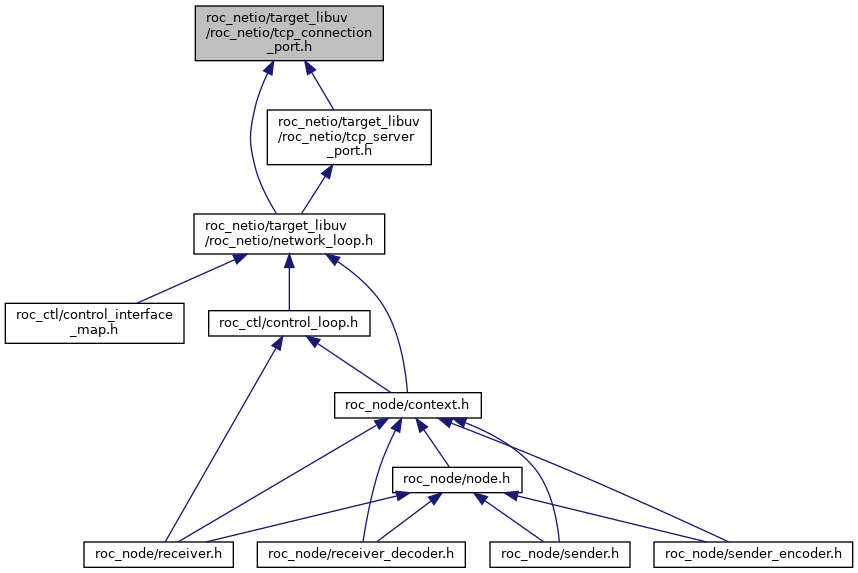 roc_netio/target_libuv
/roc_netio/tcp_connection
_port.h
roc_netio/target_libuv
/roc_netio/tcp_server
_port.h
roc_netio/target_libuv
/roc_netio/network_loop.h
roc_ctl/control_interface
_map.h
roc_ctl/control_loop.h
roc_node/context.h
roc_node/node.h
roc_node/receiver.h
roc_node/receiver_decoder.h
roc_node/sender.h
roc_node/sender_encoder.h